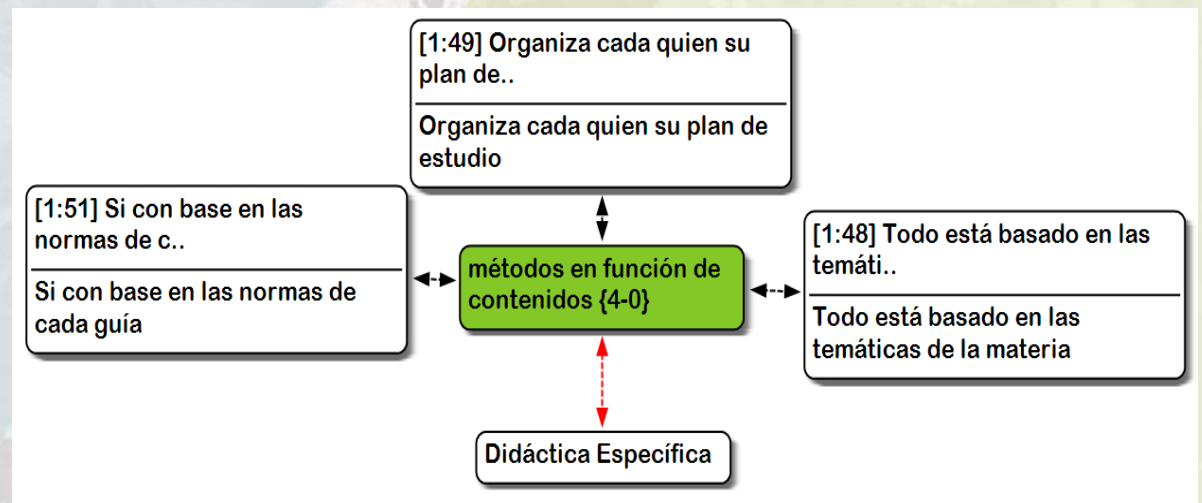 [1:49] Organiza cada quien su
plan de..
Organiza cada quien su plan de
estudio
[1:51] Si con base en las
normas de c..
Si con base en las normas de
cada guía
métodos en función de
contenidos {4-0}
[1:48] Todo está basado en las
temáti..
Todo está basado en las
temáticas de la materia
Didáctica Específica